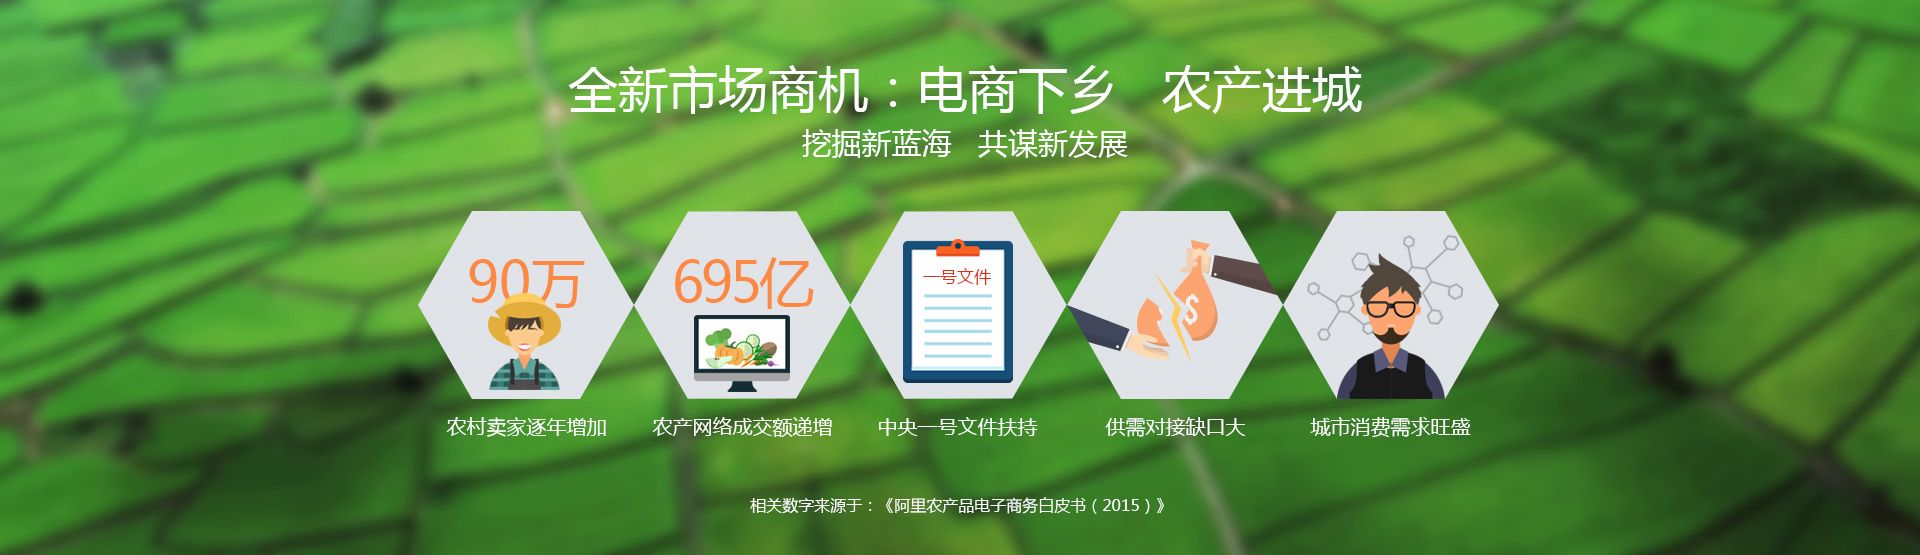 全新市场商机：电商下乡 农产进城
挖掘新蓝海 共谋新发展
90万
695亿
一号文件
$
农村卖家逐年增加
农产网络成交额递增
中央一号文件扶持
供需对接缺口大
城市消费需求旺盛
相关数字来源于：《阿里农产品电子商务白皮书（2015）》